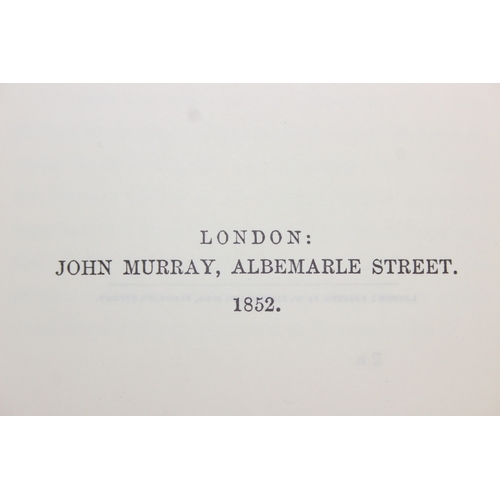 LONDON:
JOHN MURRAY, ALBEMARLE STREET.
1852.